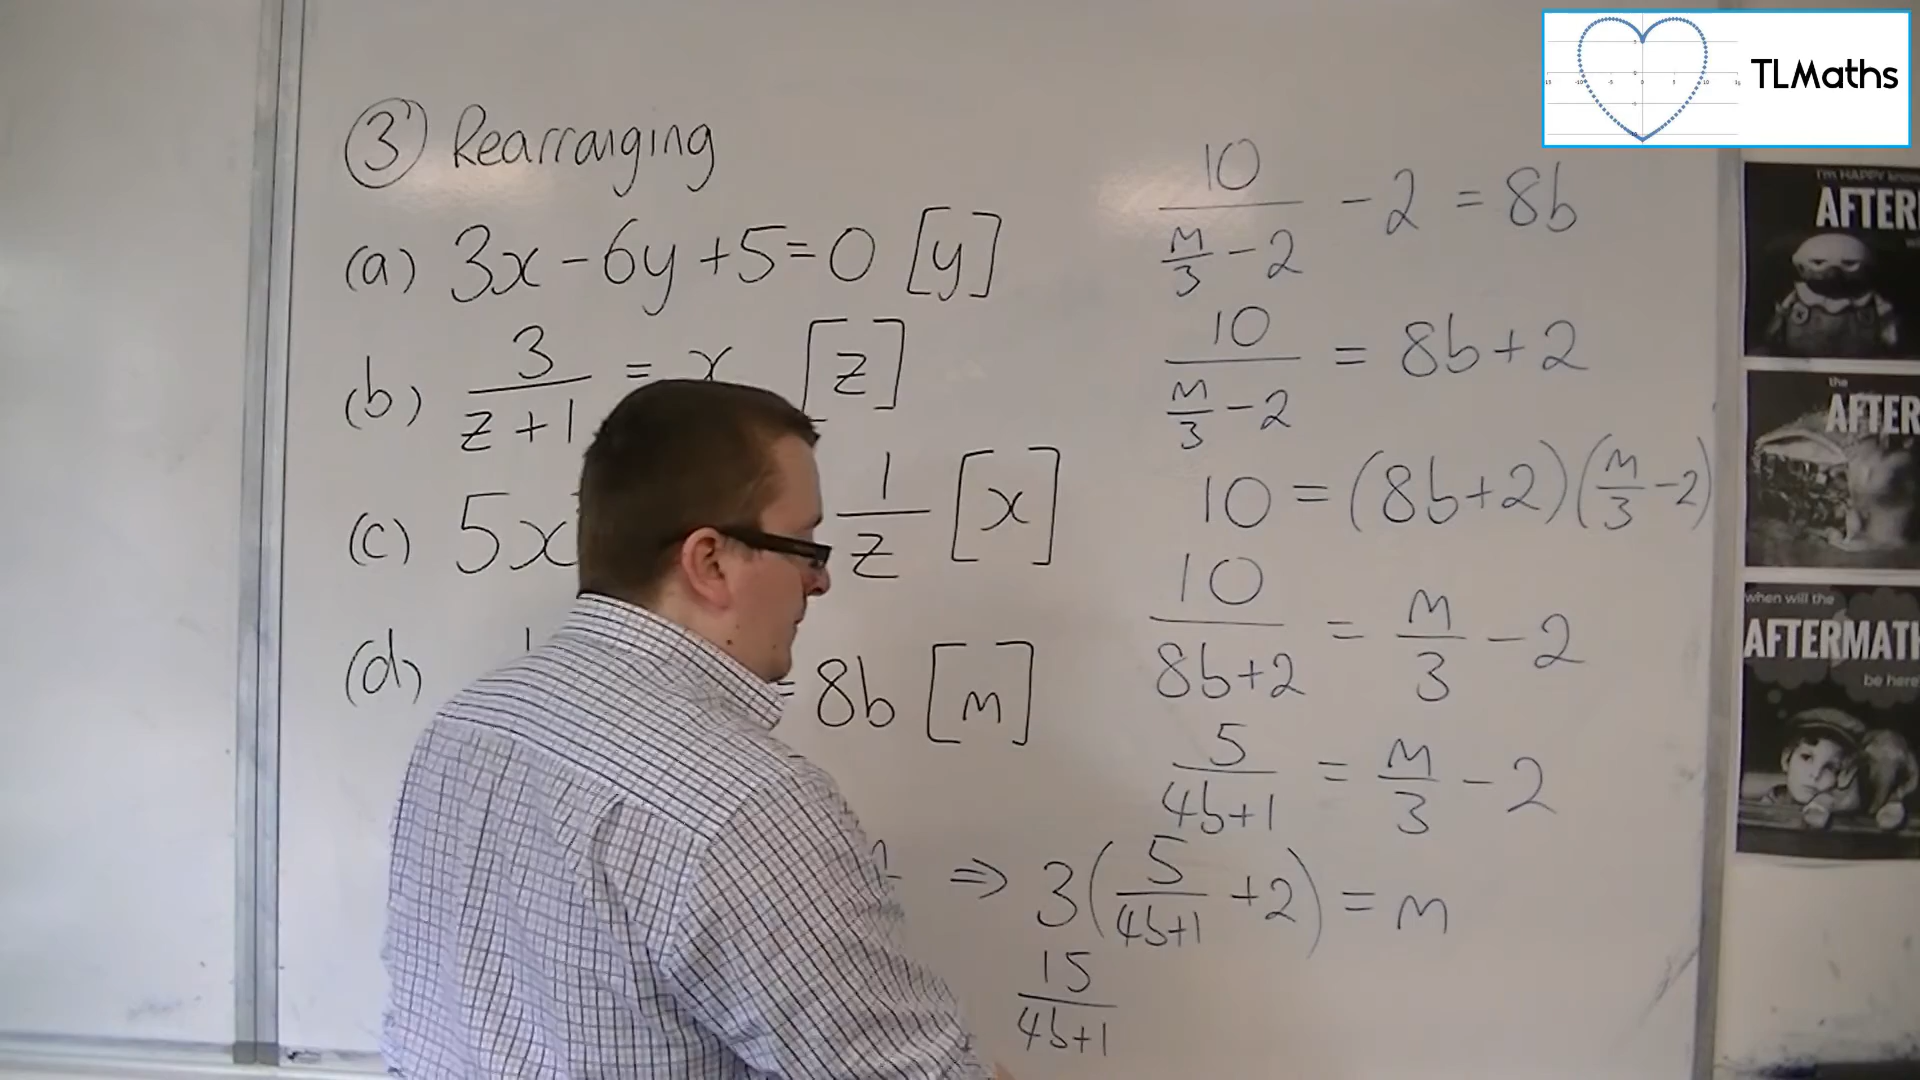 ③ Rearranging
(a) 3x - 6y + 5 = 0 [y]
(b) 3/(z+1) = x [z]
(c) 5x 1/z [x]
(d) = 8b [m]
10/(m/3 - 2) - 2 = 8b
10/(m/3 - 2) = 8b + 2
10 = (8b+2)(m/3 - 2)
10/(8b+2) = m/3 - 2
5/(4b+1) = m/3 - 2
⇒ 3(5/(4b+1) + 2) = m
15/(4b+1)
TLMaths
I'M HAPPY
AFTER
the
AFTER
when will the
AFTERMATH
be here